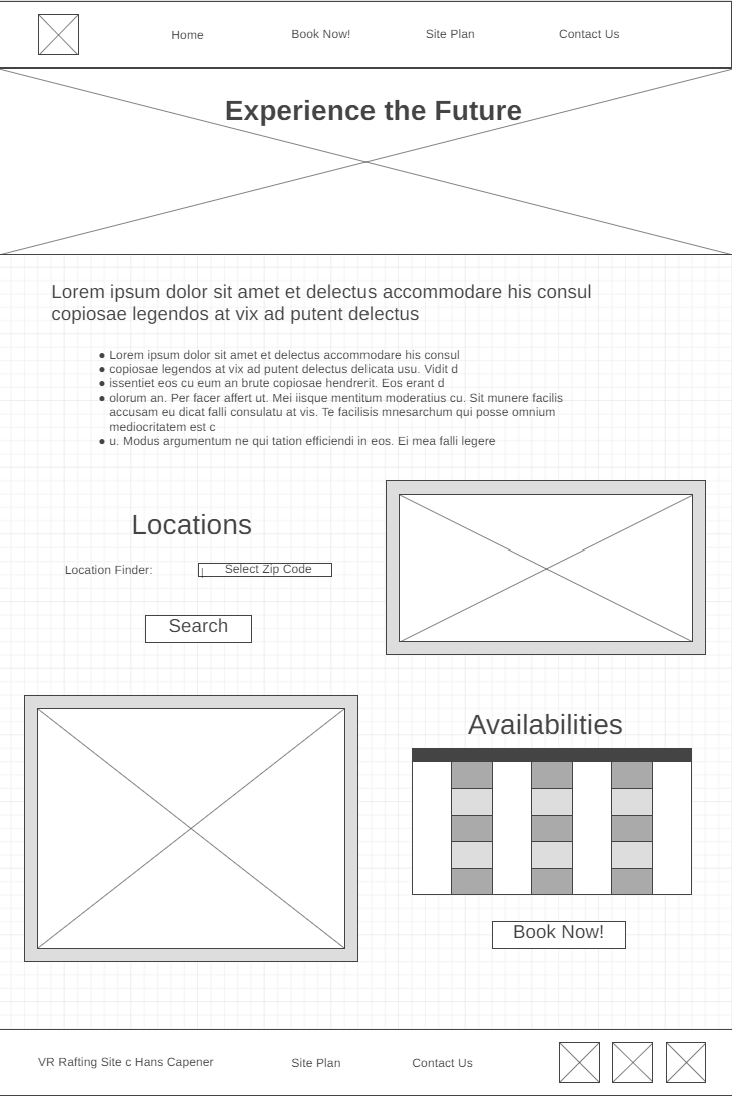 Home Book Now! Site Plan Contact Us
Experience the Future
Lorem ipsum dolor sit amet et delectus accommodare his consul
copiosae legendos at vix ad putent delectus
● Lorem ipsum dolor sit amet et delectus accommodare his consul
● copiosae legendos at vix ad putent delectus delicata usu. Vidit d
● issentiet eos cu eum an brute copiosae hendrerit. Eos erant d
● olorum an. Per facer affert ut. Mei iisque mentitum moderatius cu. Sit munere facilis
accusam eu dicat falli consulatu at vis. Te facilisis mnesarchum qui posse omnium
mediocritatem est c
● u. Modus argumentum ne qui tation efficiendi in eos. Ei mea falli legere
Locations
Location Finder: Select Zip Code
Search
Availabilities
Book Now!
VR Rafting Site c Hans Capener Site Plan Contact Us